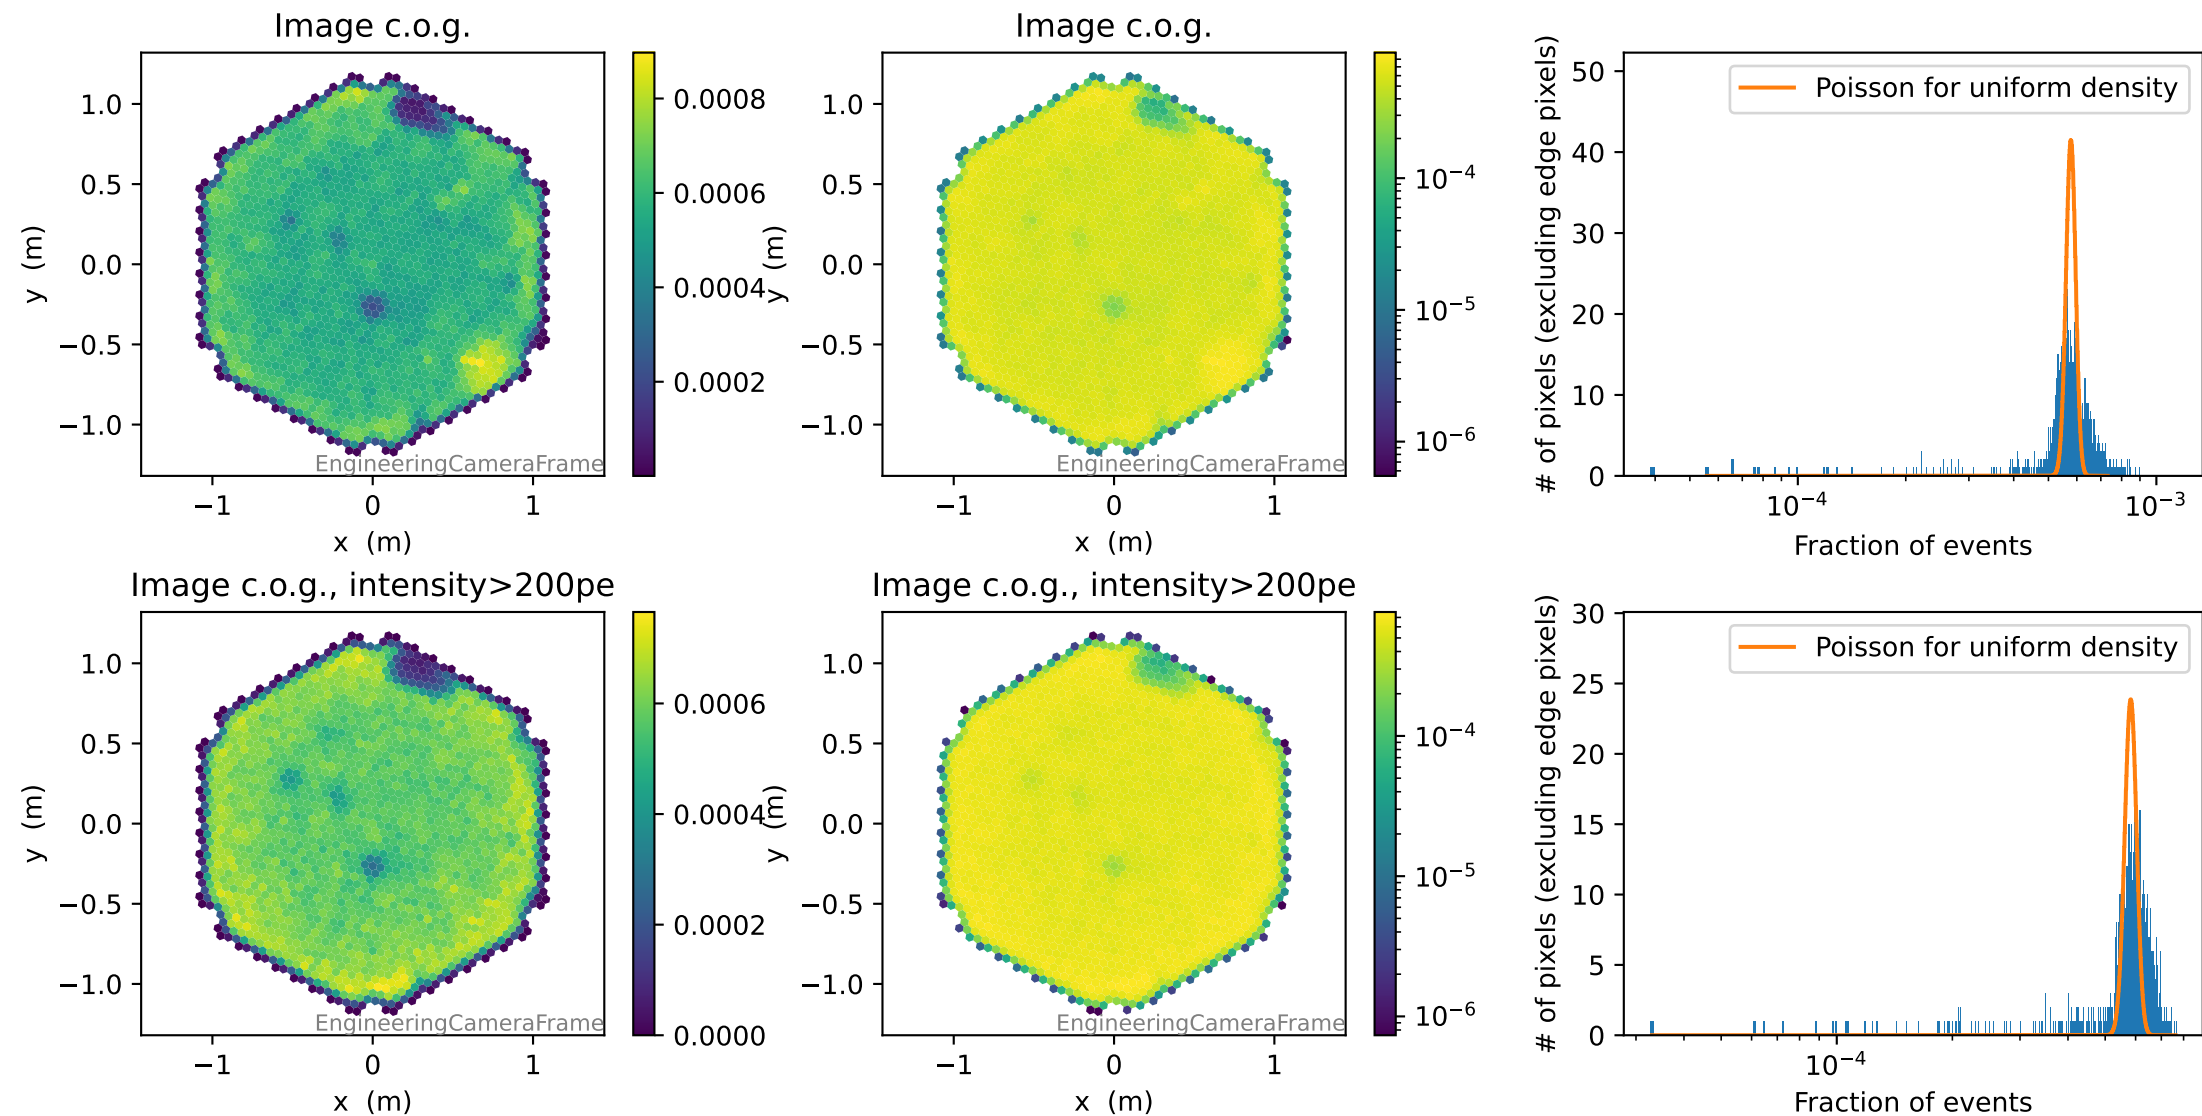 Image c.o.g.
1.0
0.5
0.0
−0.5
−1.0
y (m)
−1
0
1
x (m)
EngineeringCameraFrame
0.0008
0.0006
0.0004
0.0002
Image c.o.g.
1.0
0.5
0.0
−0.5
−1.0
y (m)
−1
0
1
x (m)
EngineeringCameraFrame
10⁻⁴
10⁻⁵
10⁻⁶
# of pixels (excluding edge pixels)
50
40
30
20
10
0
Poisson for uniform density
10⁻⁴
10⁻³
Fraction of events
Image c.o.g., intensity>200pe
1.0
0.5
0.0
−0.5
−1.0
y (m)
−1
0
1
x (m)
EngineeringCameraFrame
0.0006
0.0004
0.0002
0.0000
Image c.o.g., intensity>200pe
1.0
0.5
0.0
−0.5
−1.0
y (m)
−1
0
1
x (m)
EngineeringCameraFrame
10⁻⁴
10⁻⁵
10⁻⁶
# of pixels (excluding edge pixels)
30
25
20
15
10
5
0
Poisson for uniform density
10⁻⁴
Fraction of events